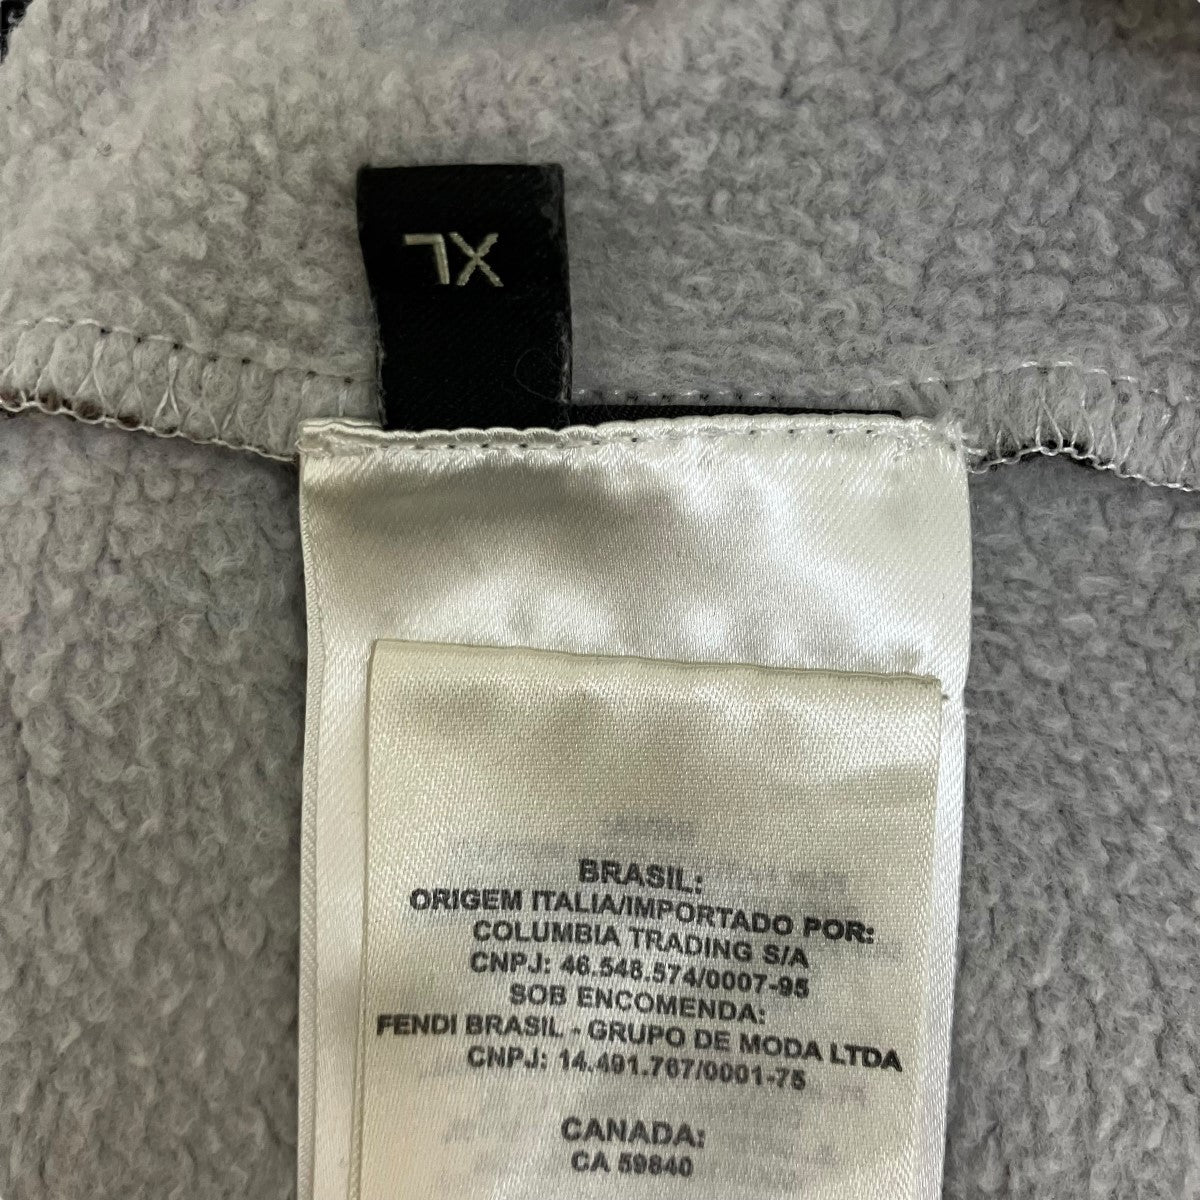 XL
BRASIL:
ORIGEM ITALIA/IMPORTADO POR:
COLUMBIA TRADING S/A
CNPJ: 46.548.574/0007-95
SOB ENCOMENDA:
FENDI BRASIL - GRUPO DE MODA LTDA
CNPJ: 14.491.767/0001-75
CANADA:
CA 59840